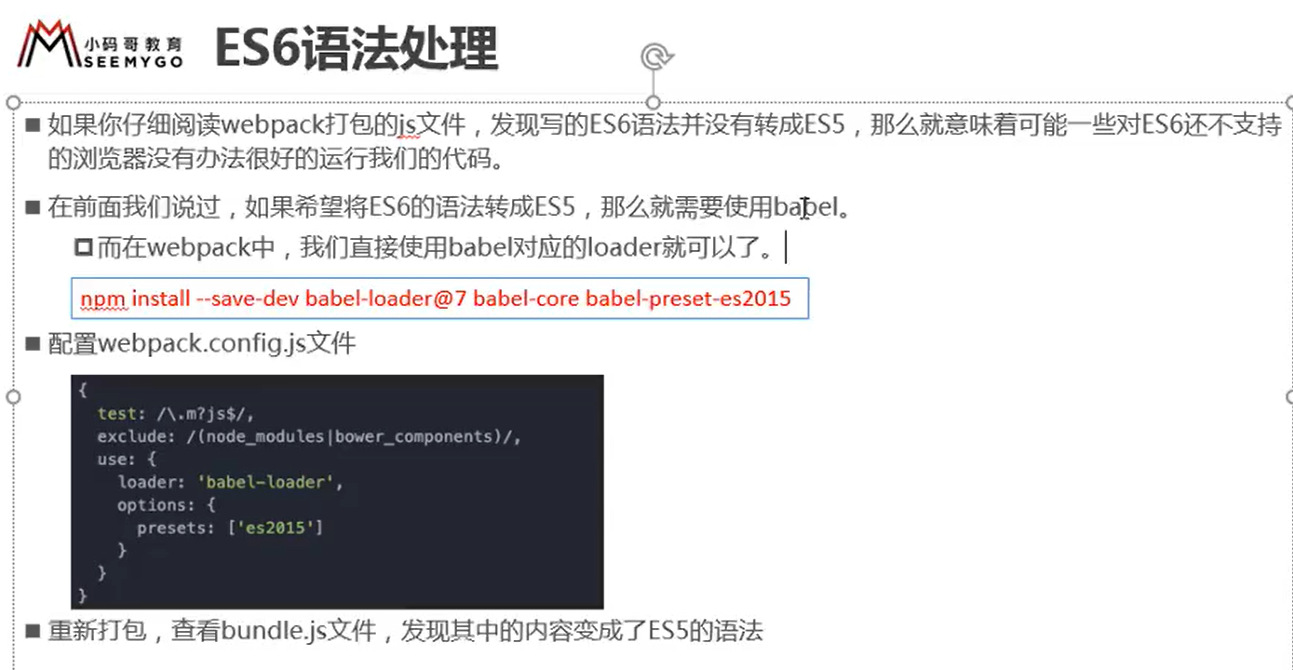 小码哥教育
SEEMYGO
ES6语法处理
如果你仔细阅读webpack打包的js文件，发现写的ES6语法并没有转成ES5，那么就意味着可能一些对ES6还不支持
的浏览器没有办法很好的运行我们的代码。
在前面我们说过，如果希望将ES6的语法转成ES5，那么就需要使用babel。
而在webpack中，我们直接使用babel对应的loader就可以了。
npm install --save-dev babel-loader@7 babel-core babel-preset-es2015
配置webpack.config.js文件
{
test: /\.m?js$/,
exclude: /(node_modules|bower_components)/,
use: {
loader: 'babel-loader',
options: {
presets: ['es2015']
}
}
}
重新打包，查看bundle.js文件，发现其中的内容变成了ES5的语法